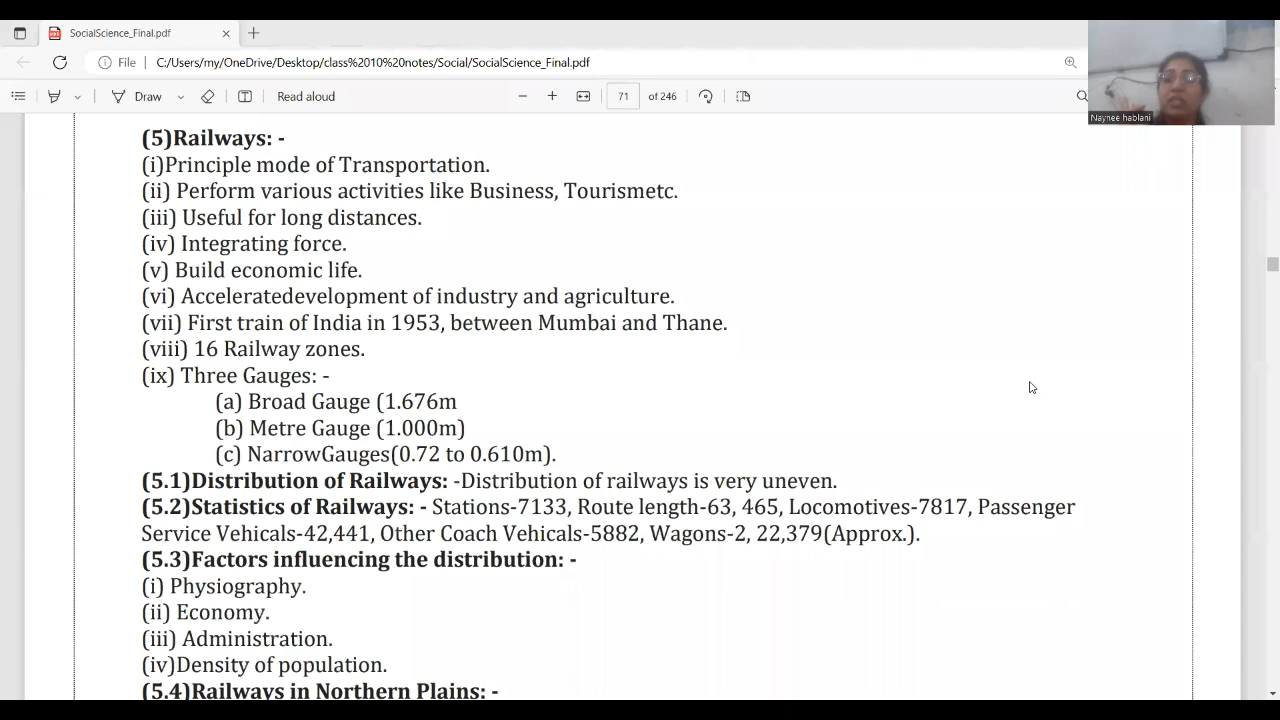 SocialScience_Final.pdf
File | C:/Users/my/OneDrive/Desktop/class%2010%20notes/Social/SocialScience_Final.pdf
Draw
Read aloud
71 of 246
Naynee hablani
(5)Railways: -
(i)Principle mode of Transportation.
(ii) Perform various activities like Business, Tourismetc.
(iii) Useful for long distances.
(iv) Integrating force.
(v) Build economic life.
(vi) Acceleratedevelopment of industry and agriculture.
(vii) First train of India in 1953, between Mumbai and Thane.
(viii) 16 Railway zones.
(ix) Three Gauges: -
(a) Broad Gauge (1.676m
(b) Metre Gauge (1.000m)
(c) NarrowGauges(0.72 to 0.610m).
(5.1)Distribution of Railways: -Distribution of railways is very uneven.
(5.2)Statistics of Railways: - Stations-7133, Route length-63, 465, Locomotives-7817, Passenger
Service Vehicals-42,441, Other Coach Vehicals-5882, Wagons-2, 22,379(Approx.).
(5.3)Factors influencing the distribution: -
(i) Physiography.
(ii) Economy.
(iii) Administration.
(iv)Density of population.
(5.4)Railways in Northern Plains: -